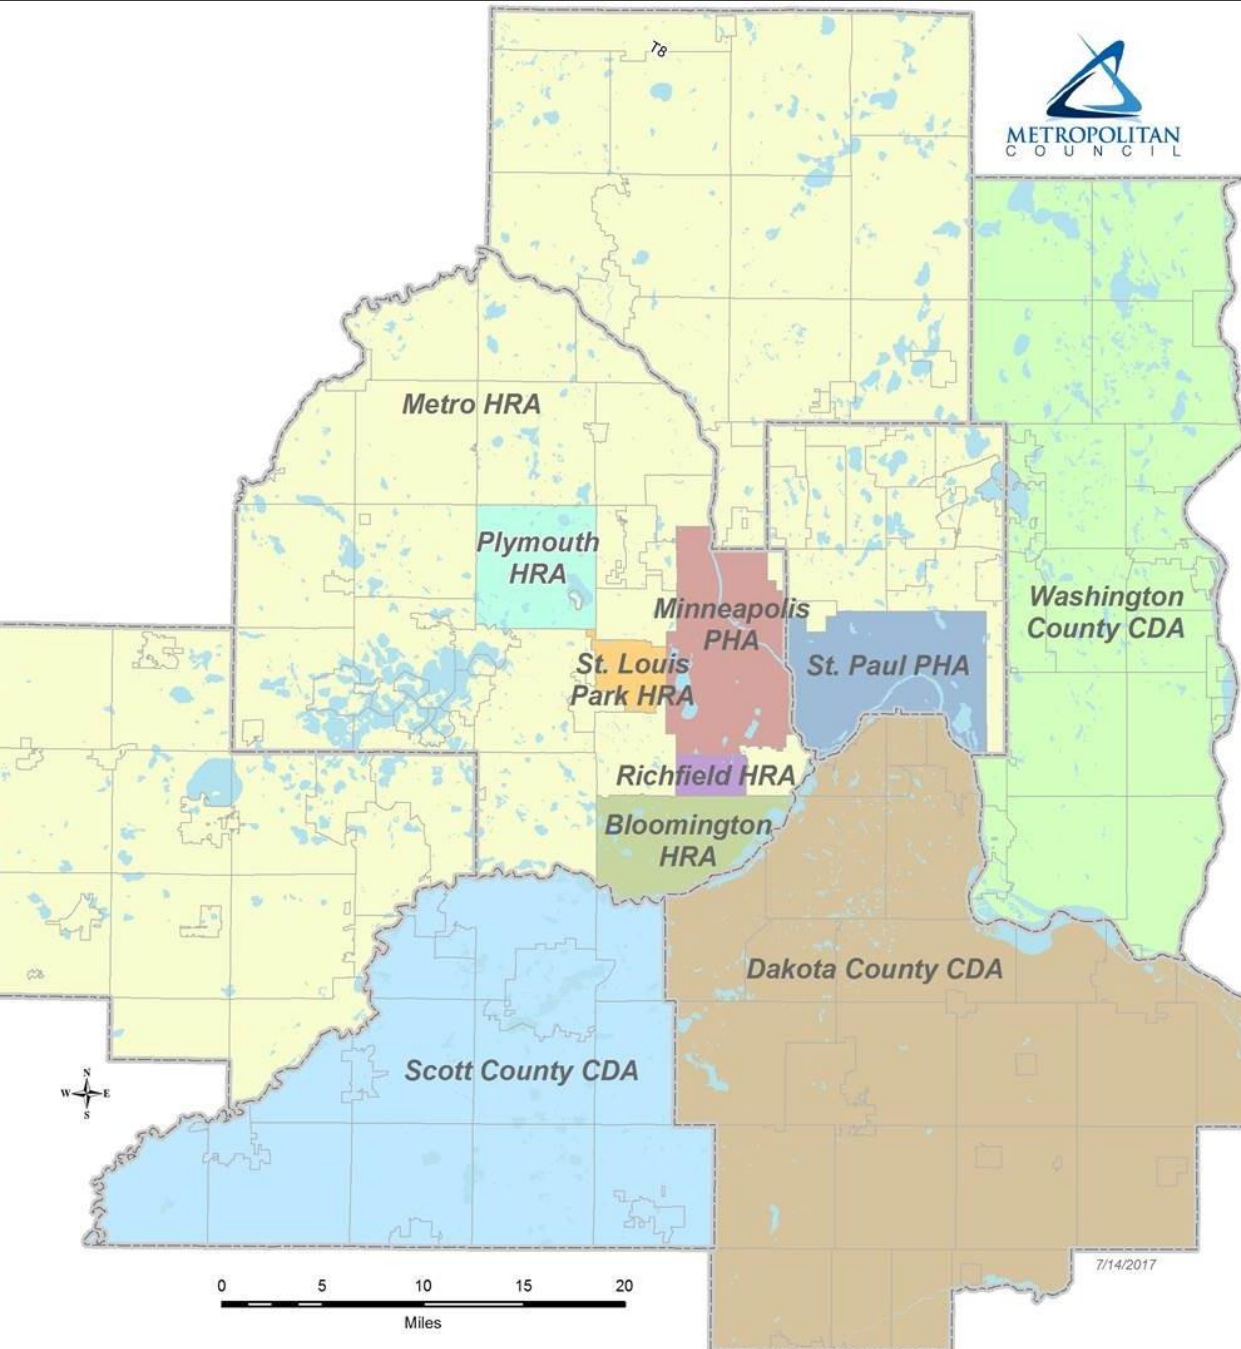 T8
METROPOLITAN
COUNCIL
Metro HRA
Plymouth
HRA
Minneapolis
PHA
Washington
County CDA
St. Louis
Park HRA
St. Paul PHA
Richfield HRA
Bloomington
HRA
Dakota County CDA
Scott County CDA
N
W E
S
7/14/2017
0 5 10 15 20
Miles